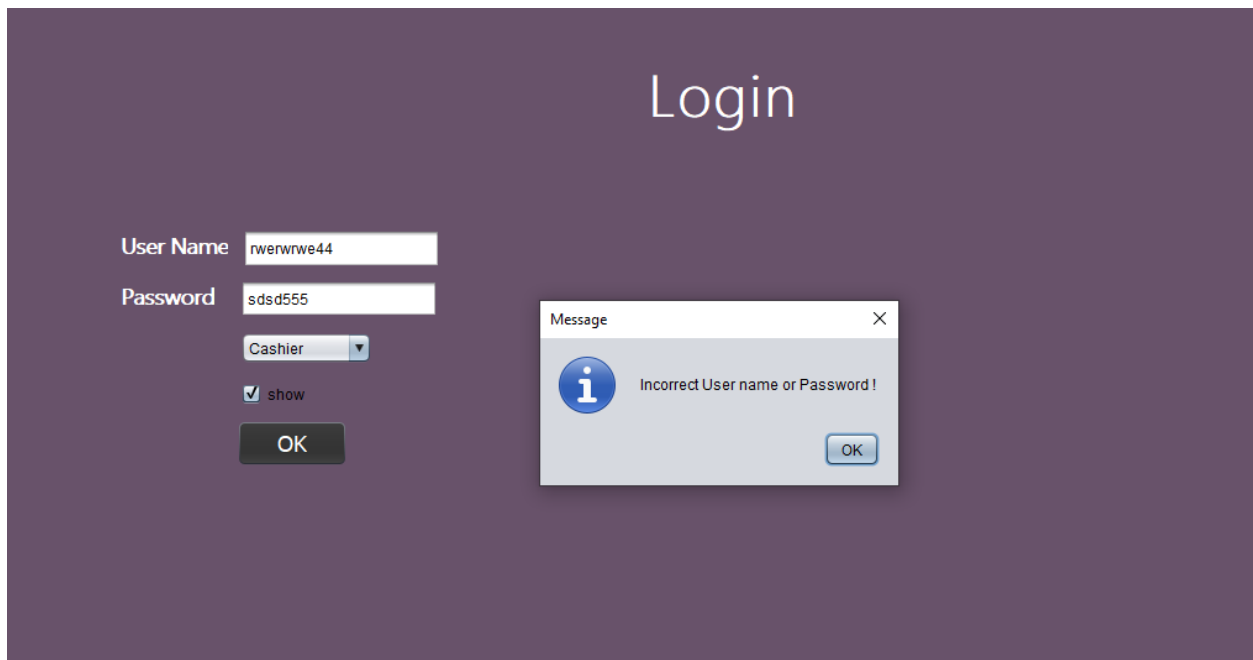 Login
User Name rwerwrwe44
Password sdsd555
Cashier
show
OK
Message
Incorrect User name or Password !
OK